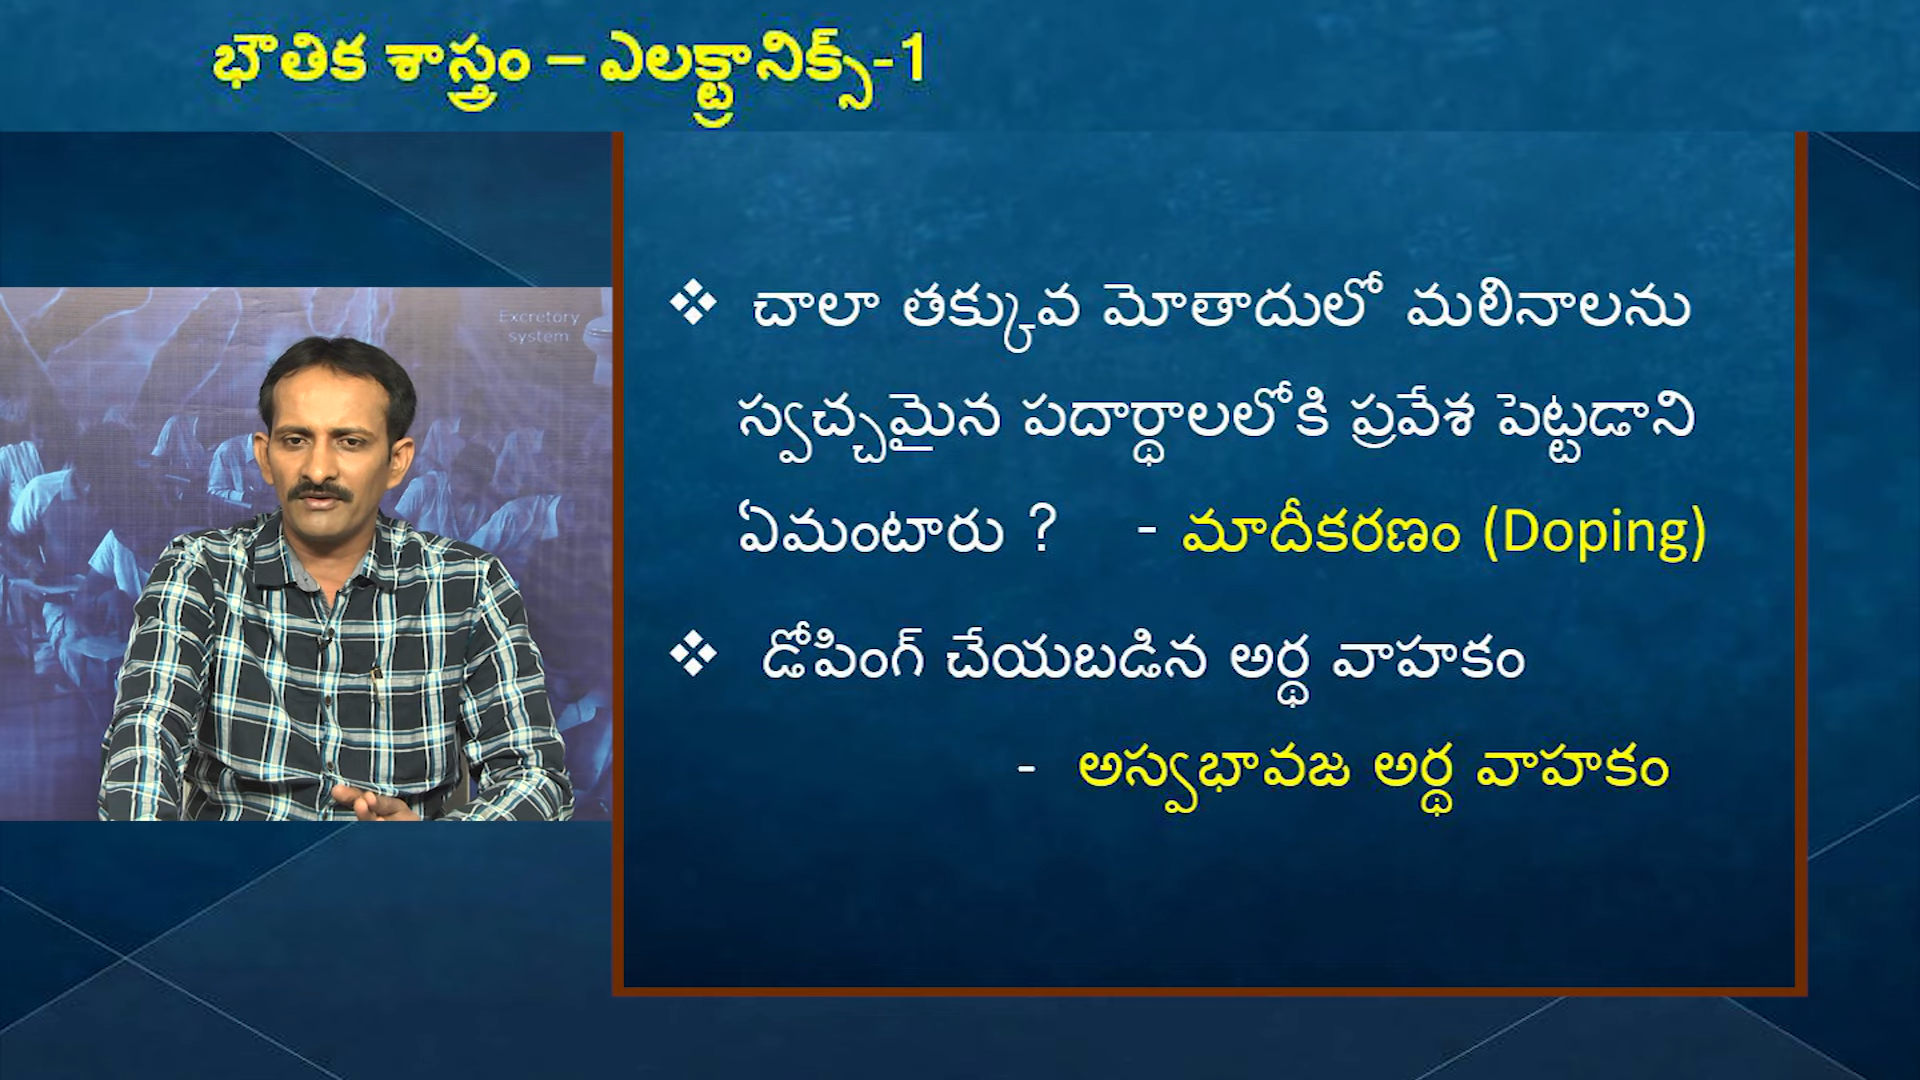 భౌతిక శాస్త్రం – ఎలక్ట్రానిక్స్-1
Excretory
system
❖ చాలా తక్కువ మోతాదులో మలినాలను
స్వచ్చమైన పదార్థాలలోకి ప్రవేశ పెట్టడాని
ఏమంటారు ? - మాదీకరణం (Doping)
❖ డోపింగ్ చేయబడిన అర్థ వాహకం
- అస్వభావజ అర్థ వాహకం